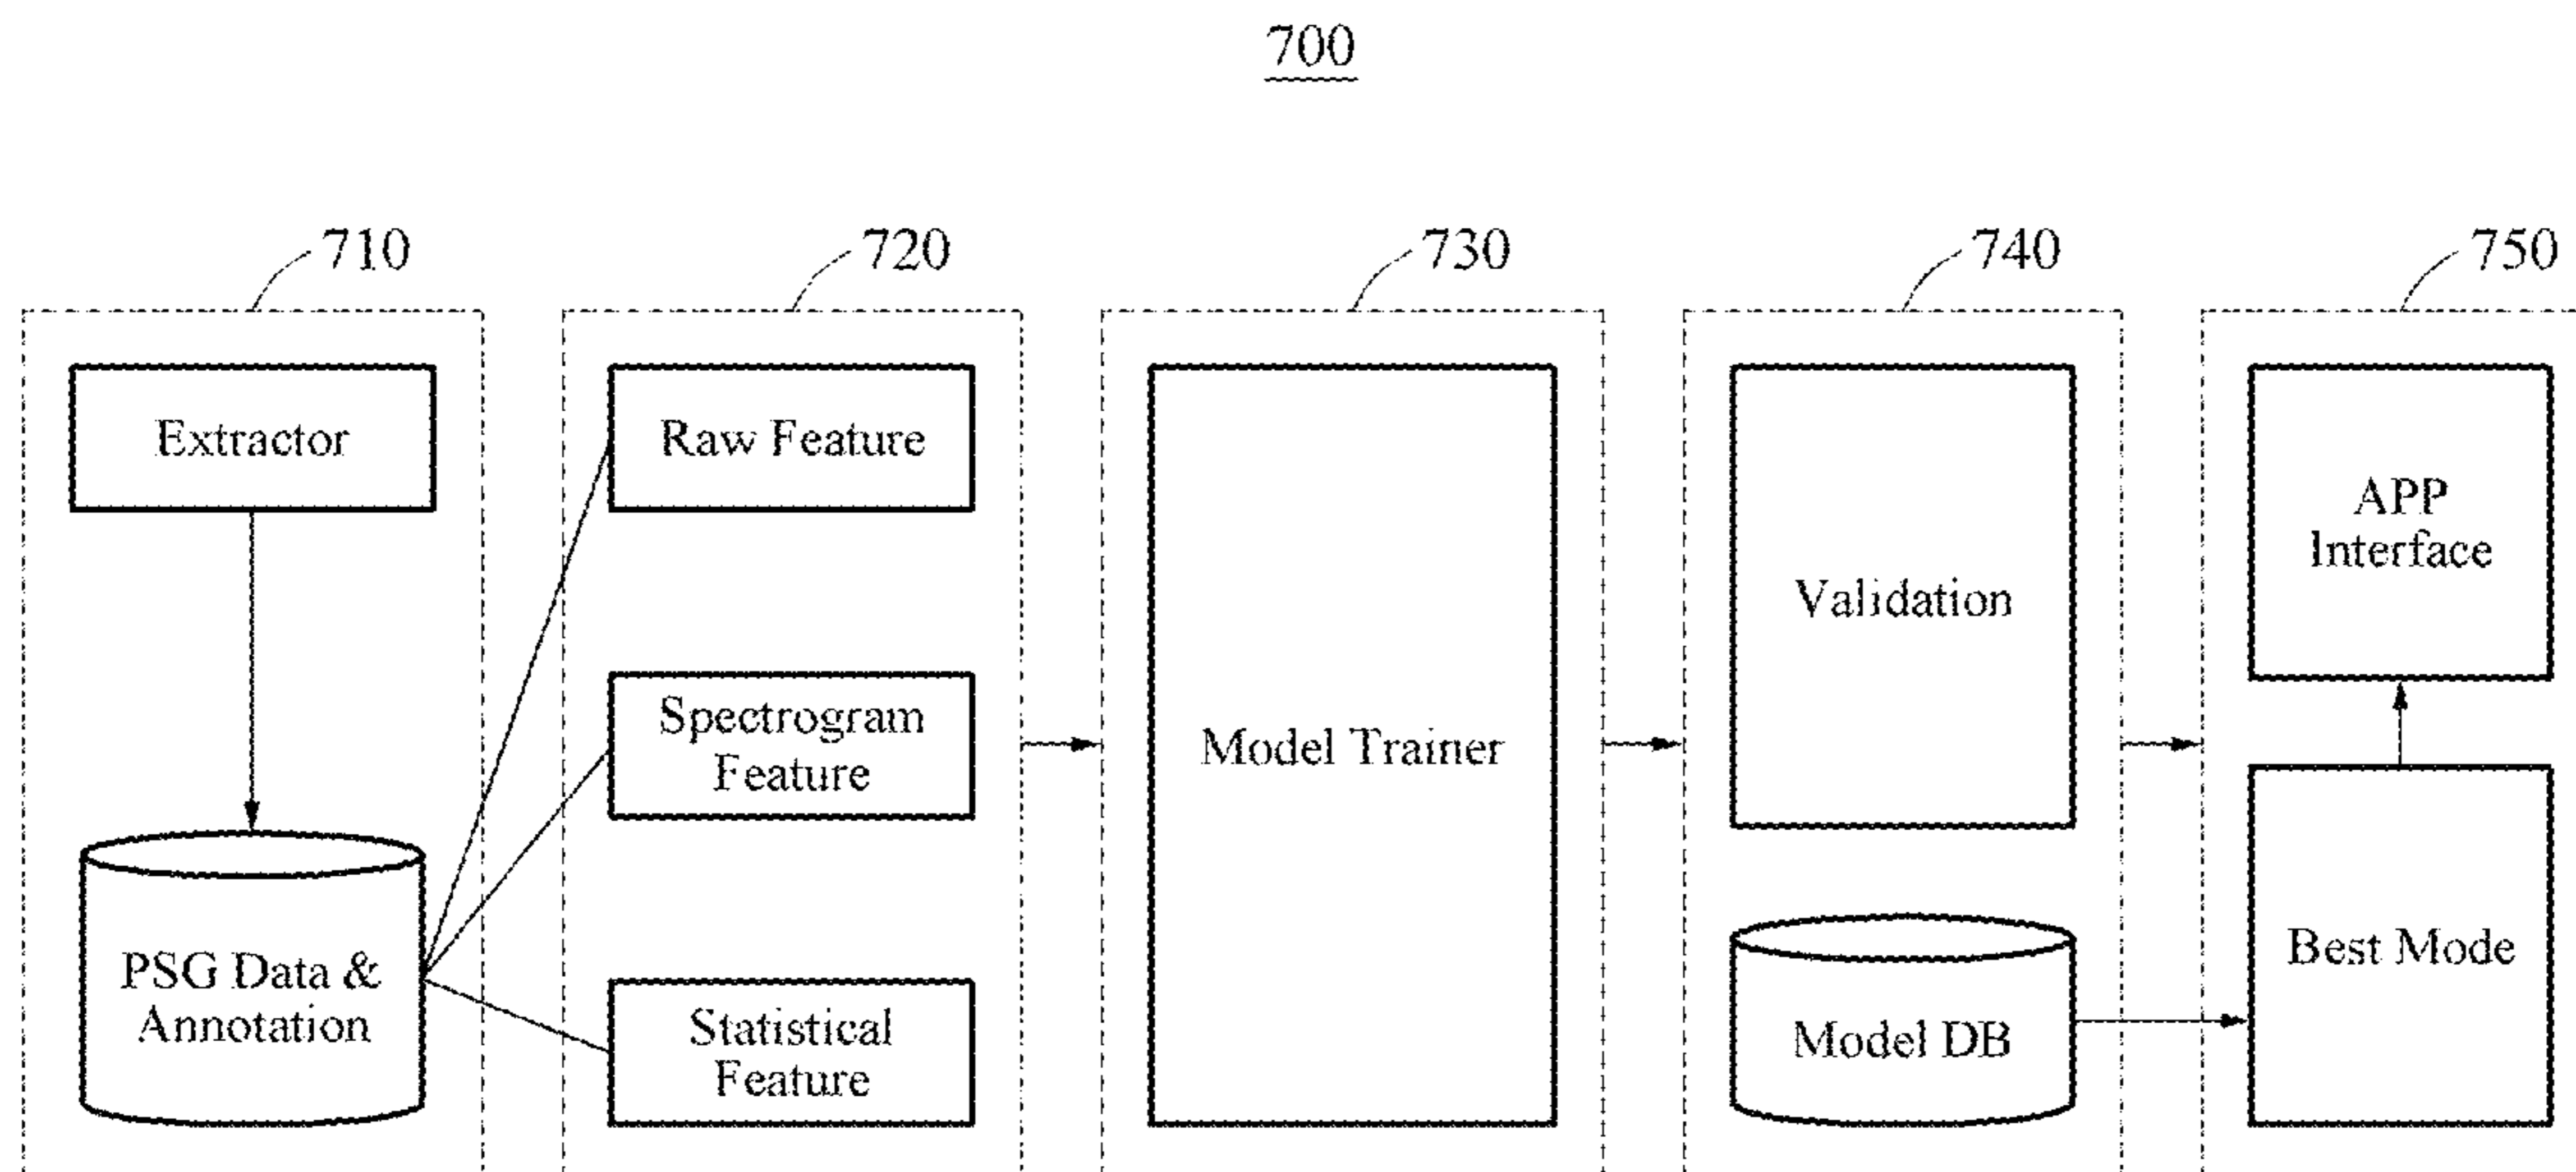 700
710
720
730
740
750
Extractor
PSG Data &
Annotation
Raw Feature
Spectrogram
Feature
Statistical
Feature
Model Trainer
Validation
Model DB
APP
Interface
Best Mode